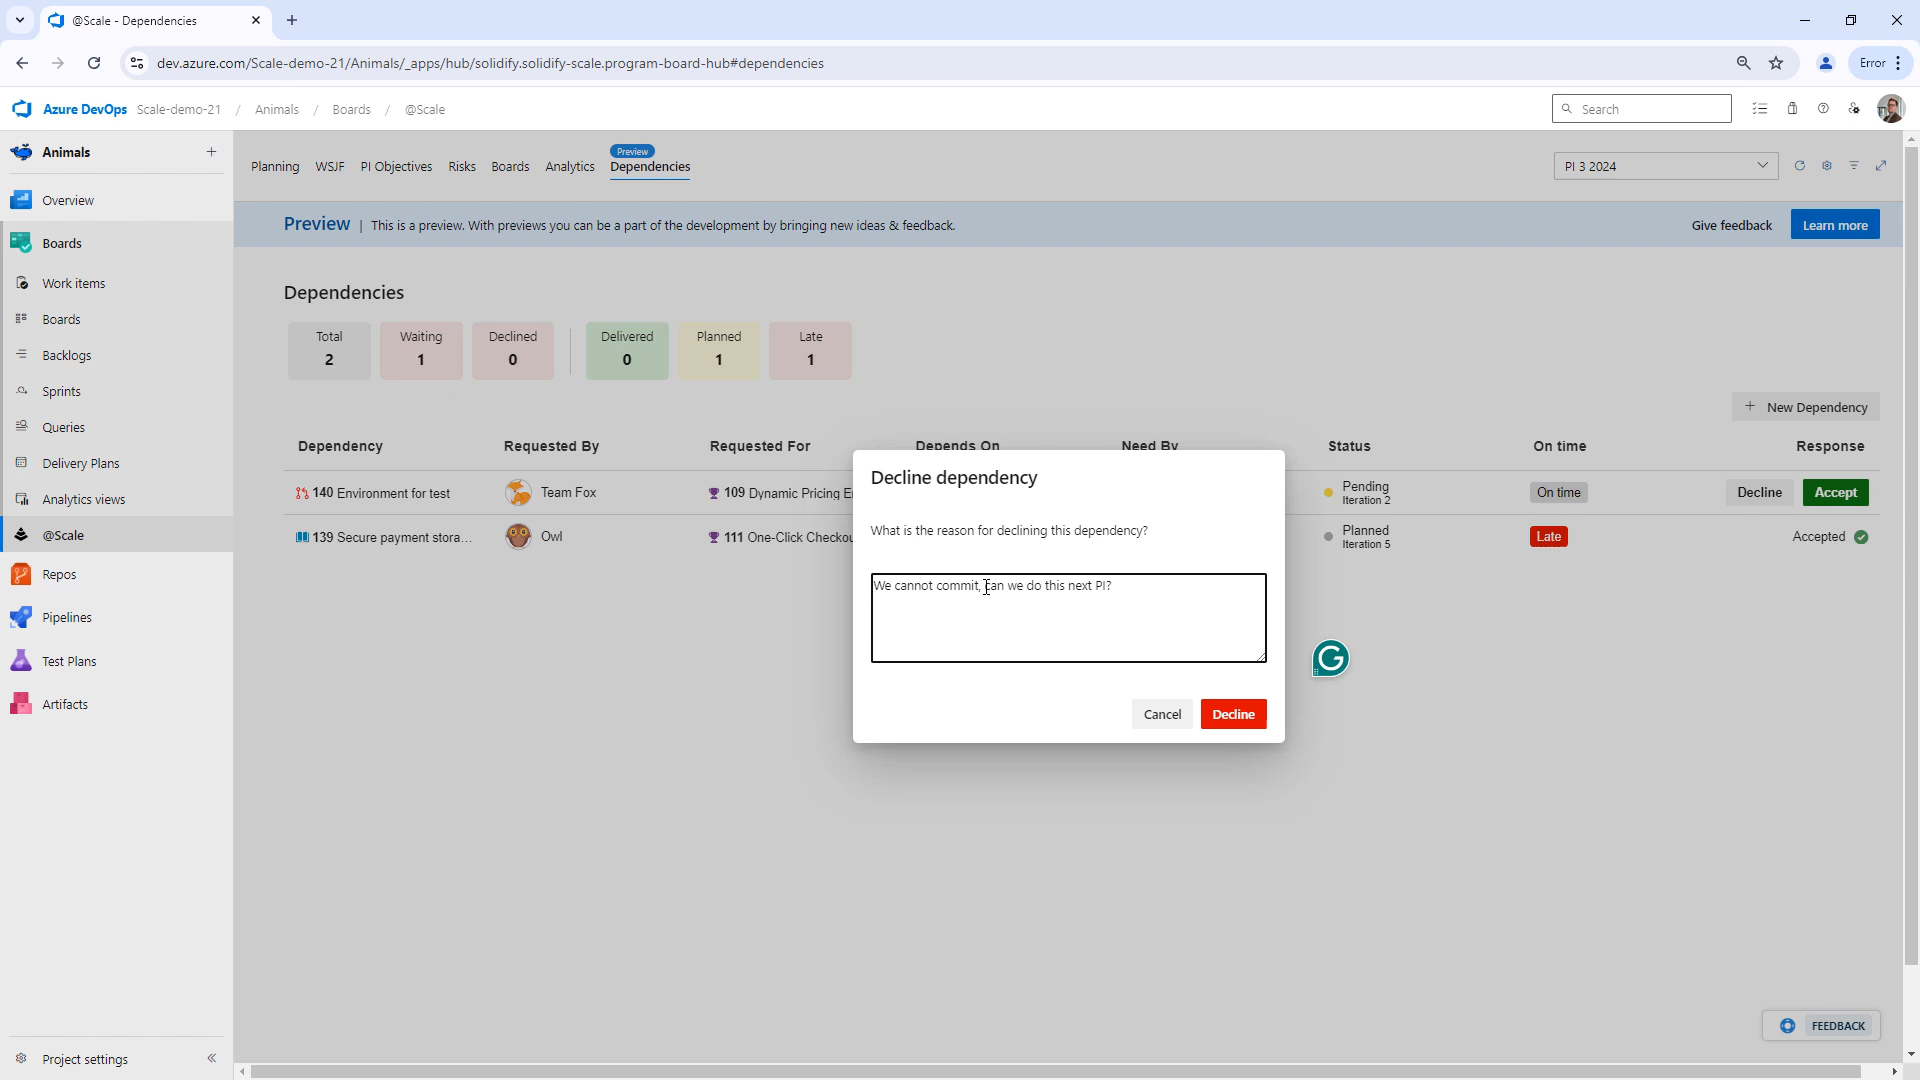 @Scale - Dependencies
dev.azure.com/Scale-demo-21/Animals/_apps/hub/solidify.solidify-scale.program-board-hub#dependencies
Error
Azure DevOps Scale-demo-21 / Animals / Boards / @Scale
Search
Animals
Overview
Boards
Work items
Boards
Backlogs
Sprints
Queries
Delivery Plans
Analytics views
@Scale
Repos
Pipelines
Test Plans
Artifacts
Project settings
Preview
Planning WSJF PI Objectives Risks Boards Analytics Dependencies
PI 3 2024
Preview | This is a preview. With previews you can be a part of the development by bringing new ideas & feedback.
Give feedback
Learn more
Dependencies
Total Waiting Declined Delivered Planned Late
2 1 0 0 1 1
New Dependency
Dependency Requested By Requested For Depends On Need By Status On time Response
140 Environment for test Team Fox 109 Dynamic Pricing E Pending On time Decline Accept
Iteration 2
139 Secure payment stora... Owl 111 One-Click Checkou Planned Late Accepted
Iteration 5
Decline dependency
What is the reason for declining this dependency?
We cannot commit, can we do this next PI?
Cancel Decline
G
FEEDBACK